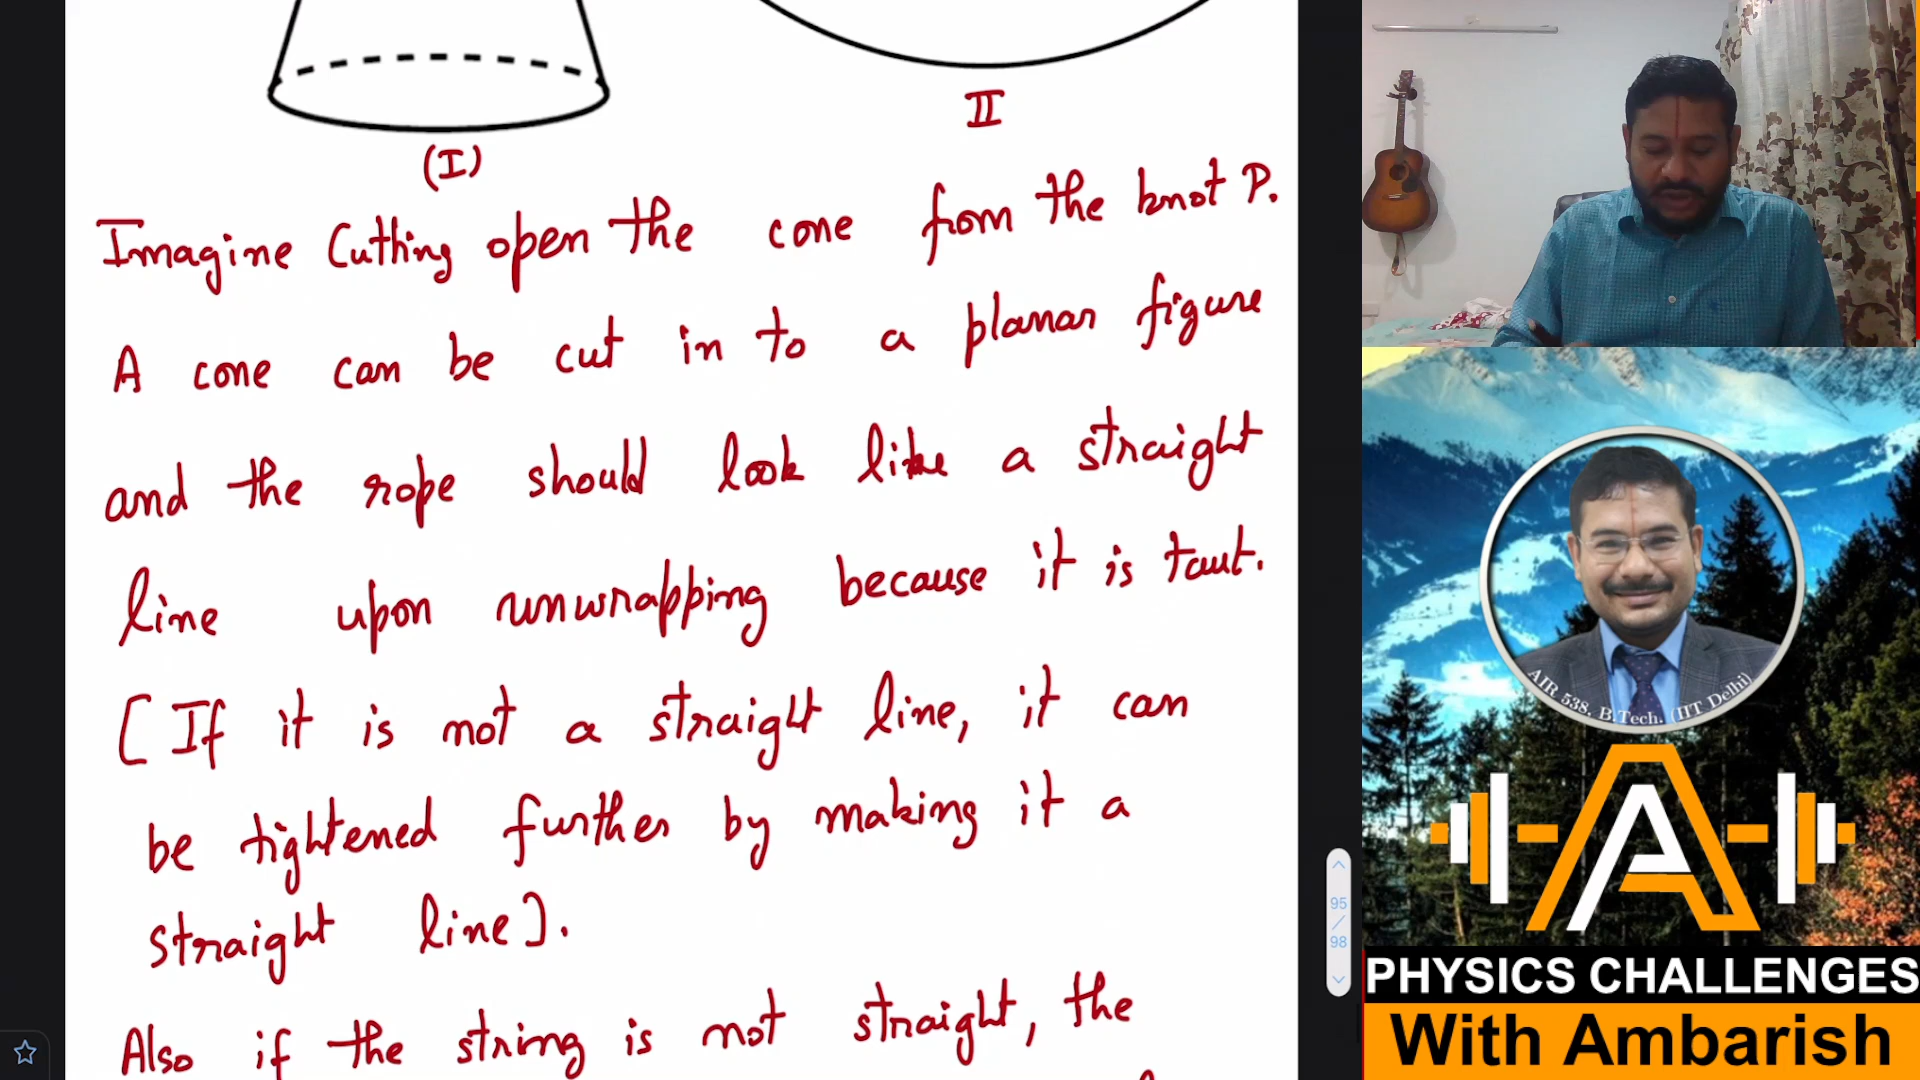 (I)
II
Imagine Cutting open the cone from the knot P.
A cone can be cut in to a planar figure
and the rope should look like a straight
line upon unwrapping because it is taut.
[If it is not a straight line, it can
be tightened further by making it a
straight line].
Also if the string is not straight, the
95
/
98
AIR 538, B.Tech. (IIT Delhi)
A
PHYSICS CHALLENGES
With Ambarish